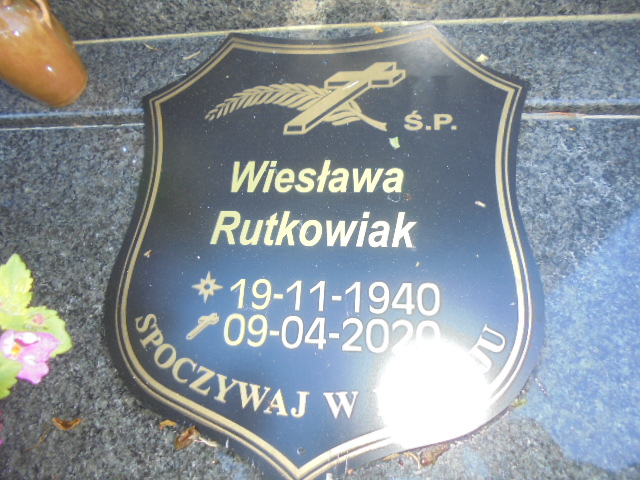 Ś.P.
Wiesława
Rutkowiak
19-11-1940
09-04-2020
SPOCZYWAJ W